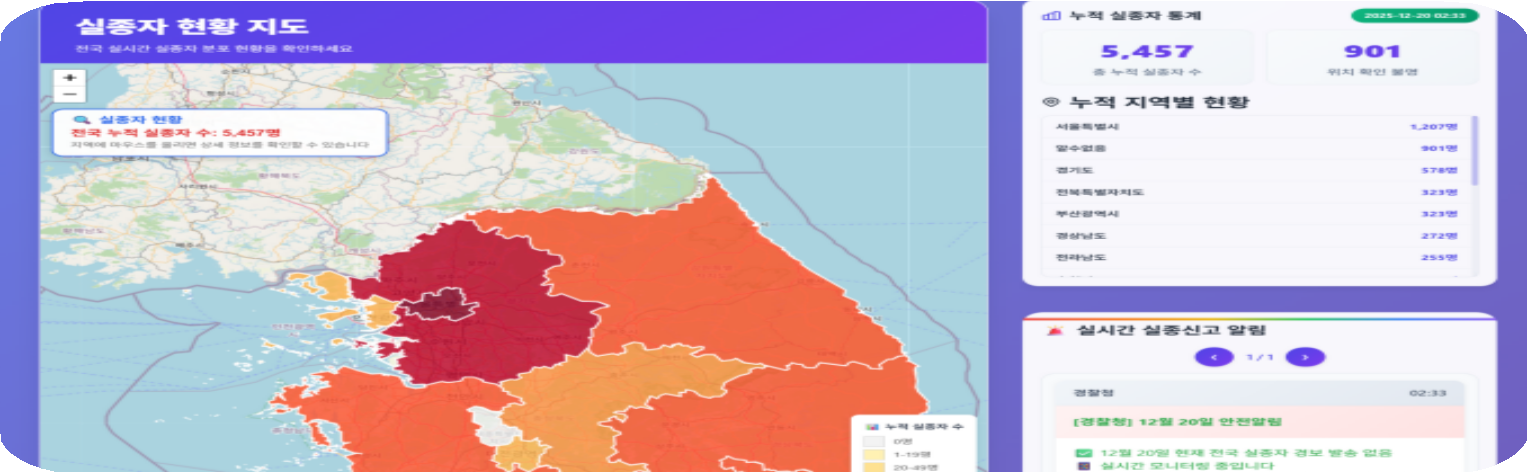 실종자 현황 지도
전국 실시간 실종자 분포 현황을 확인하세요
+
−
실종자 현황
전국 누적 실종자 수: 5,457명
지역에 마우스를 올리면 상세 정보를 확인할 수 있습니다
강원도
황해북도
누적 실종자 수
0명
1-19명
20-49명
누적 실종자 통계
2025-12-20 02:33
5,457
총 누적 실종자 수
901
위치 확인 불명
누적 지역별 현황
서울특별시 1,207명
알수없음 901명
경기도 578명
전북특별자치도 323명
부산광역시 323명
경상남도 272명
전라남도 255명
실시간 실종신고 알림
‹ 1/1 ›
경찰청 02:33
[경찰청] 12월 20일 안전알림
12월 20일 현재 전국 실종자 경보 발송 없음
실시간 모니터링 중입니다